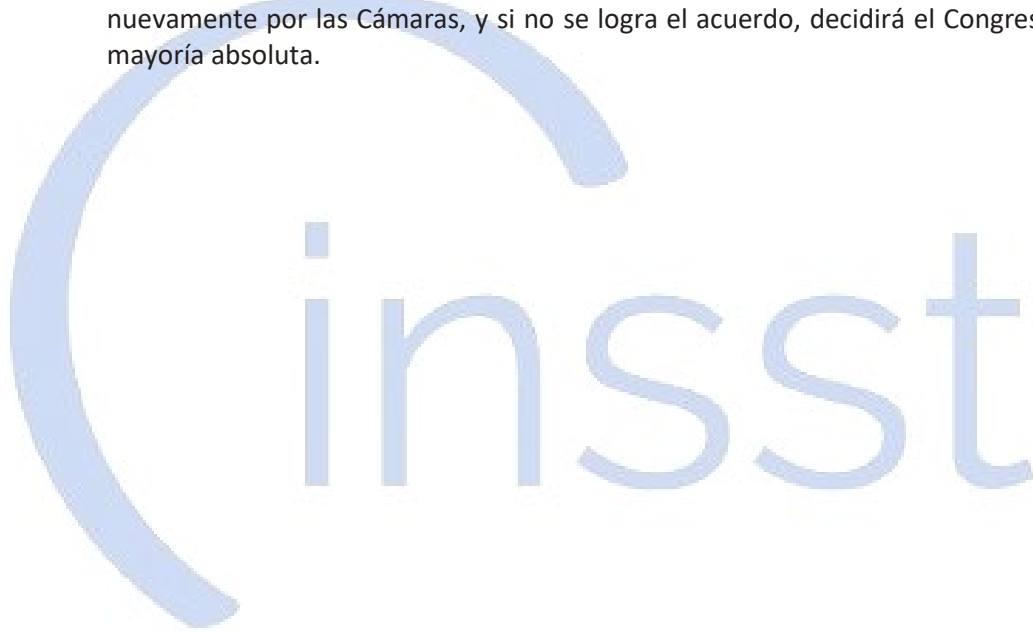 nuevamente por las Cámaras, y si no se logra el acuerdo, decidirá el Congres
mayoría absoluta.
insst